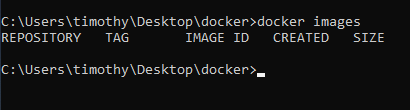 C:\Users\timothy\Desktop\docker>docker images
REPOSITORY   TAG       IMAGE ID   CREATED   SIZE
C:\Users\timothy\Desktop\docker>